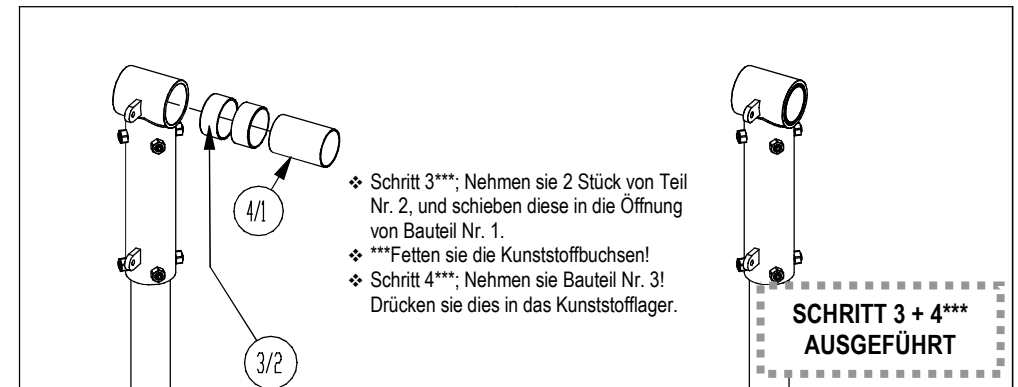 4/1
❖ Schritt 3***; Nehmen sie 2 Stück von Teil
Nr. 2, und schieben diese in die Öffnung
von Bauteil Nr. 1.
❖ ***Fetten sie die Kunststoffbuchsen!
❖ Schritt 4***; Nehmen sie Bauteil Nr. 3!
Drücken sie dies in das Kunststofflager.
3/2
SCHRITT 3 + 4***
AUSGEFÜHRT